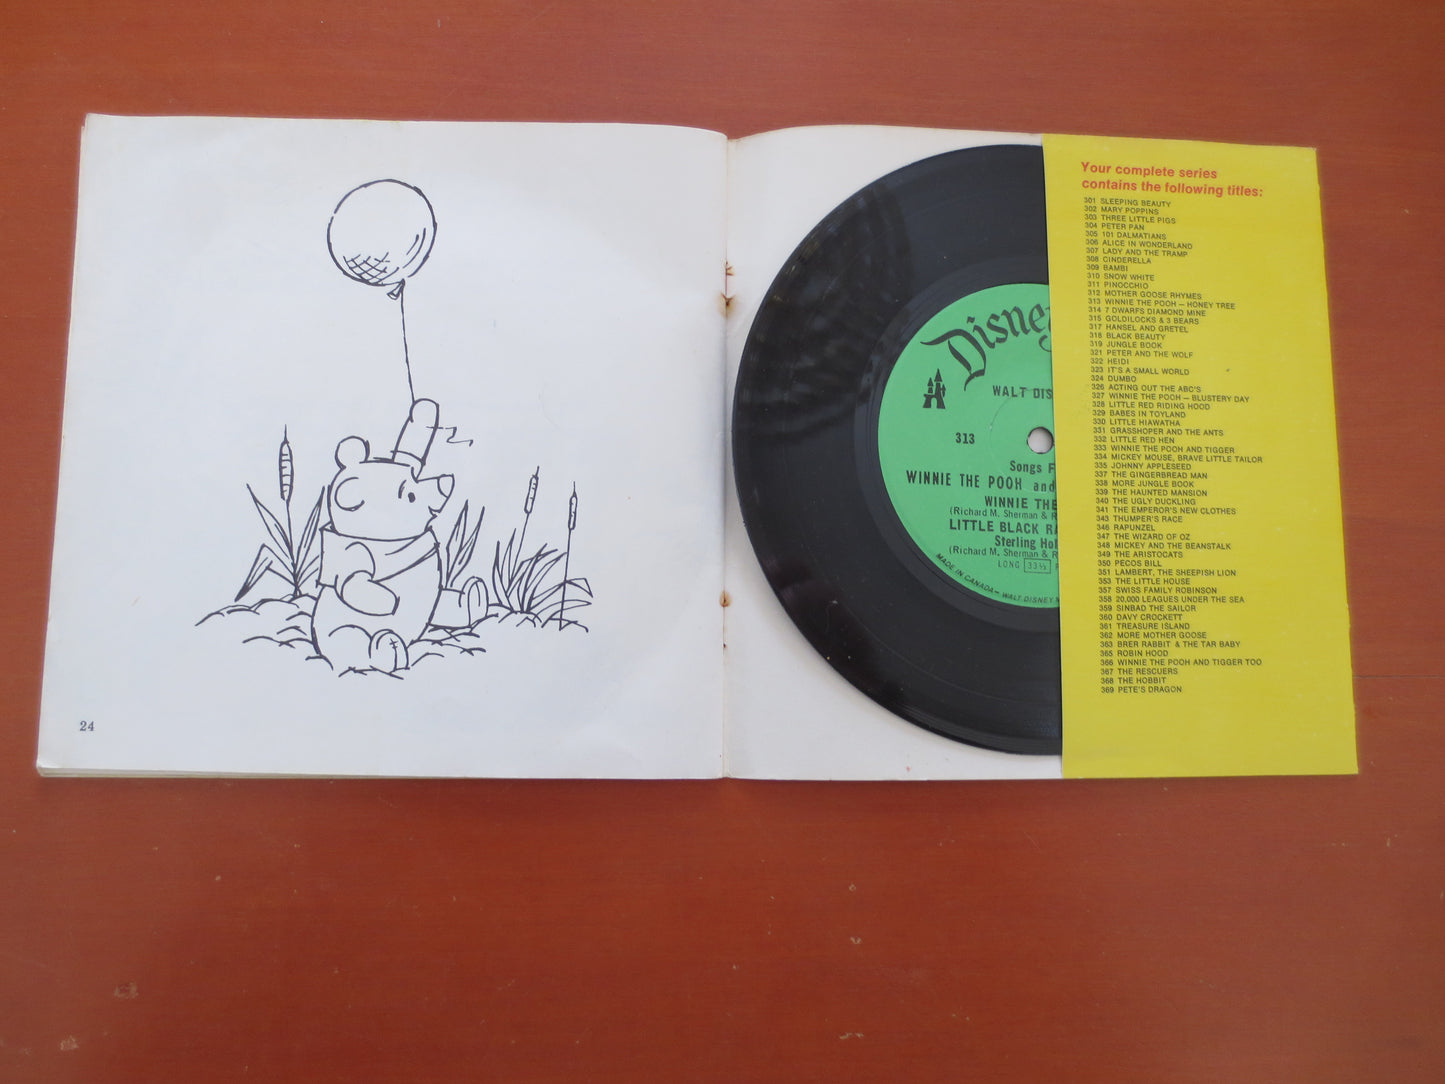 24
Disney
WALT DIS
313
Songs F
WINNIE THE POOH and
WINNIE THE
(Richard M. Sherman & R
LITTLE BLACK RA
Sterling Hol
(Richard M. Sherman & R
LONG 33⅓
MADE IN CANADA — WALT DISNEY
Your complete series
contains the following titles:
301 SLEEPING BEAUTY
302 MARY POPPINS
303 THREE LITTLE PIGS
304 PETER PAN
305 101 DALMATIANS
306 ALICE IN WONDERLAND
307 LADY AND THE TRAMP
308 CINDERELLA
309 BAMBI
310 SNOW WHITE
311 PINOCCHIO
312 MOTHER GOOSE RHYMES
313 WINNIE THE POOH — HONEY TREE
314 7 DWARFS DIAMOND MINE
315 GOLDILOCKS & 3 BEARS
317 HANSEL AND GRETEL
318 BLACK BEAUTY
319 JUNGLE BOOK
321 PETER AND THE WOLF
322 HEIDI
323 IT'S A SMALL WORLD
324 DUMBO
326 ACTING OUT THE ABC'S
327 WINNIE THE POOH — BLUSTERY DAY
328 LITTLE RED RIDING HOOD
329 BABES IN TOYLAND
330 LITTLE HIAWATHA
331 GRASSHOPER AND THE ANTS
332 LITTLE RED HEN
333 WINNIE THE POOH AND TIGGER
334 MICKEY MOUSE, BRAVE LITTLE TAILOR
335 JOHNNY APPLESEED
337 THE GINGERBREAD MAN
338 MORE JUNGLE BOOK
339 THE HAUNTED MANSION
340 THE UGLY DUCKLING
341 THE EMPEROR'S NEW CLOTHES
343 THUMPER'S RACE
346 RAPUNZEL
347 THE WIZARD OF OZ
348 MICKEY AND THE BEANSTALK
349 THE ARISTOCATS
350 PECOS BILL
351 LAMBERT, THE SHEEPISH LION
353 THE LITTLE HOUSE
357 SWISS FAMILY ROBINSON
358 20,000 LEAGUES UNDER THE SEA
359 SINBAD THE SAILOR
360 DAVY CROCKETT
361 TREASURE ISLAND
362 MORE MOTHER GOOSE
363 BRER RABBIT & THE TAR BABY
365 ROBIN HOOD
366 WINNIE THE POOH AND TIGGER TOO
367 THE RESCUERS
368 THE HOBBIT
369 PETE'S DRAGON